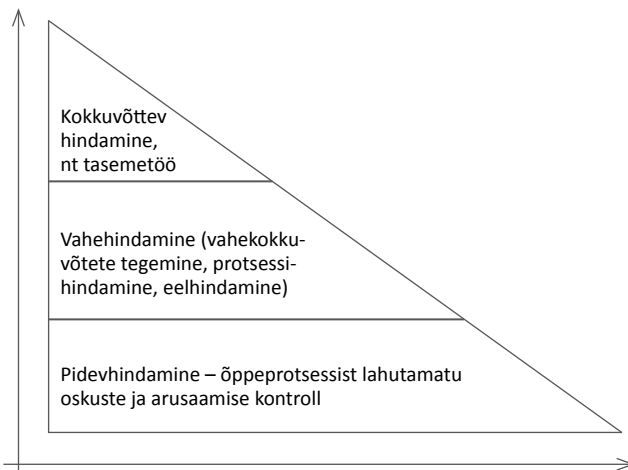 Kokkuvõttev
hindamine,
nt tasemetöö
Vahehindamine (vahekokku-
võtete tegemine, protsessi-
hindamine, eelhindamine)
Pidevhindamine – õppeprotsessist lahutamatu
oskuste ja arusaamise kontroll